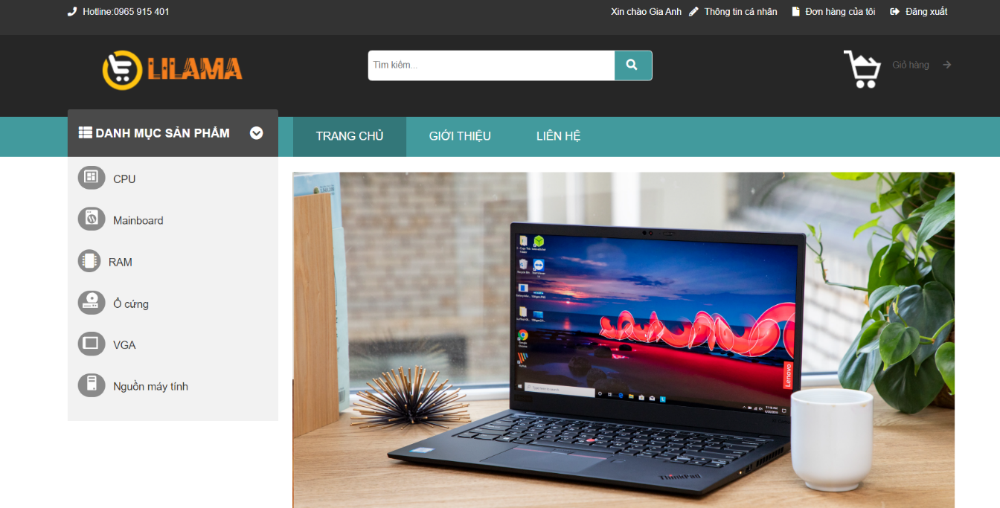 Hotline:0965 915 401
Xin chào Gia Anh Thông tin cá nhân Đơn hàng của tôi Đăng xuất
LILAMA
Tìm kiếm...
Giỏ hàng
DANH MỤC SẢN PHẨM
TRANG CHỦ GIỚI THIỆU LIÊN HỆ
CPU
Mainboard
RAM
Ổ cứng
VGA
Nguồn máy tính
Lenovo
ThinkPad